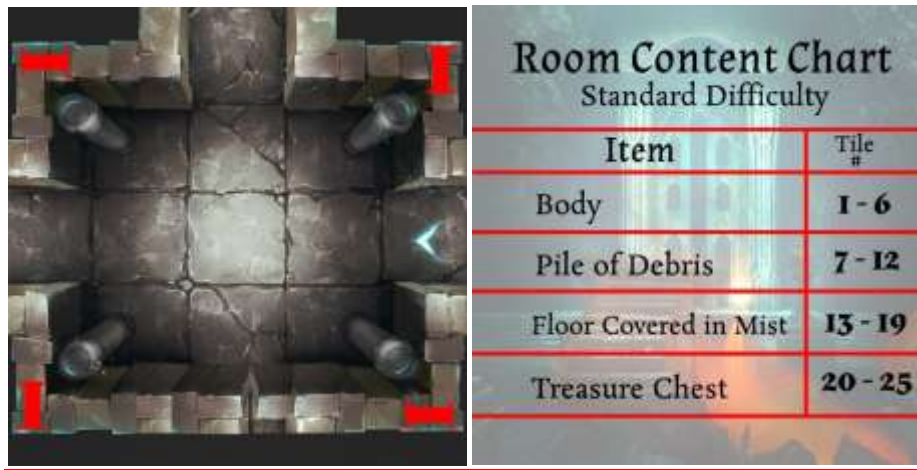 Room Content Chart
Standard Difficulty
Item Tile #
Body 1 - 6
Pile of Debris 7 - 12
Floor Covered in Mist 13 - 19
Treasure Chest 20 - 25